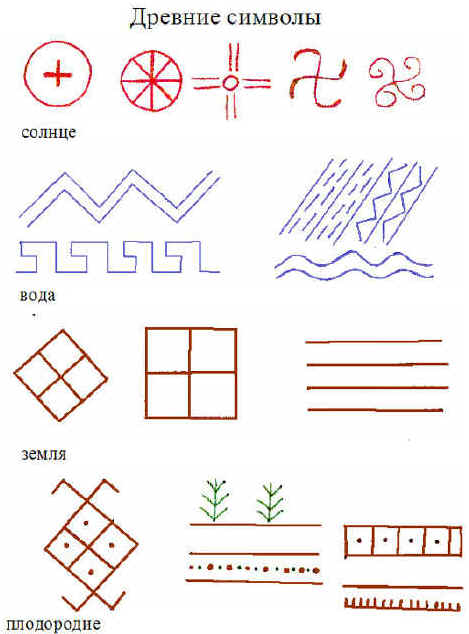 Древние символы
солнце
вода
земля
плодородие